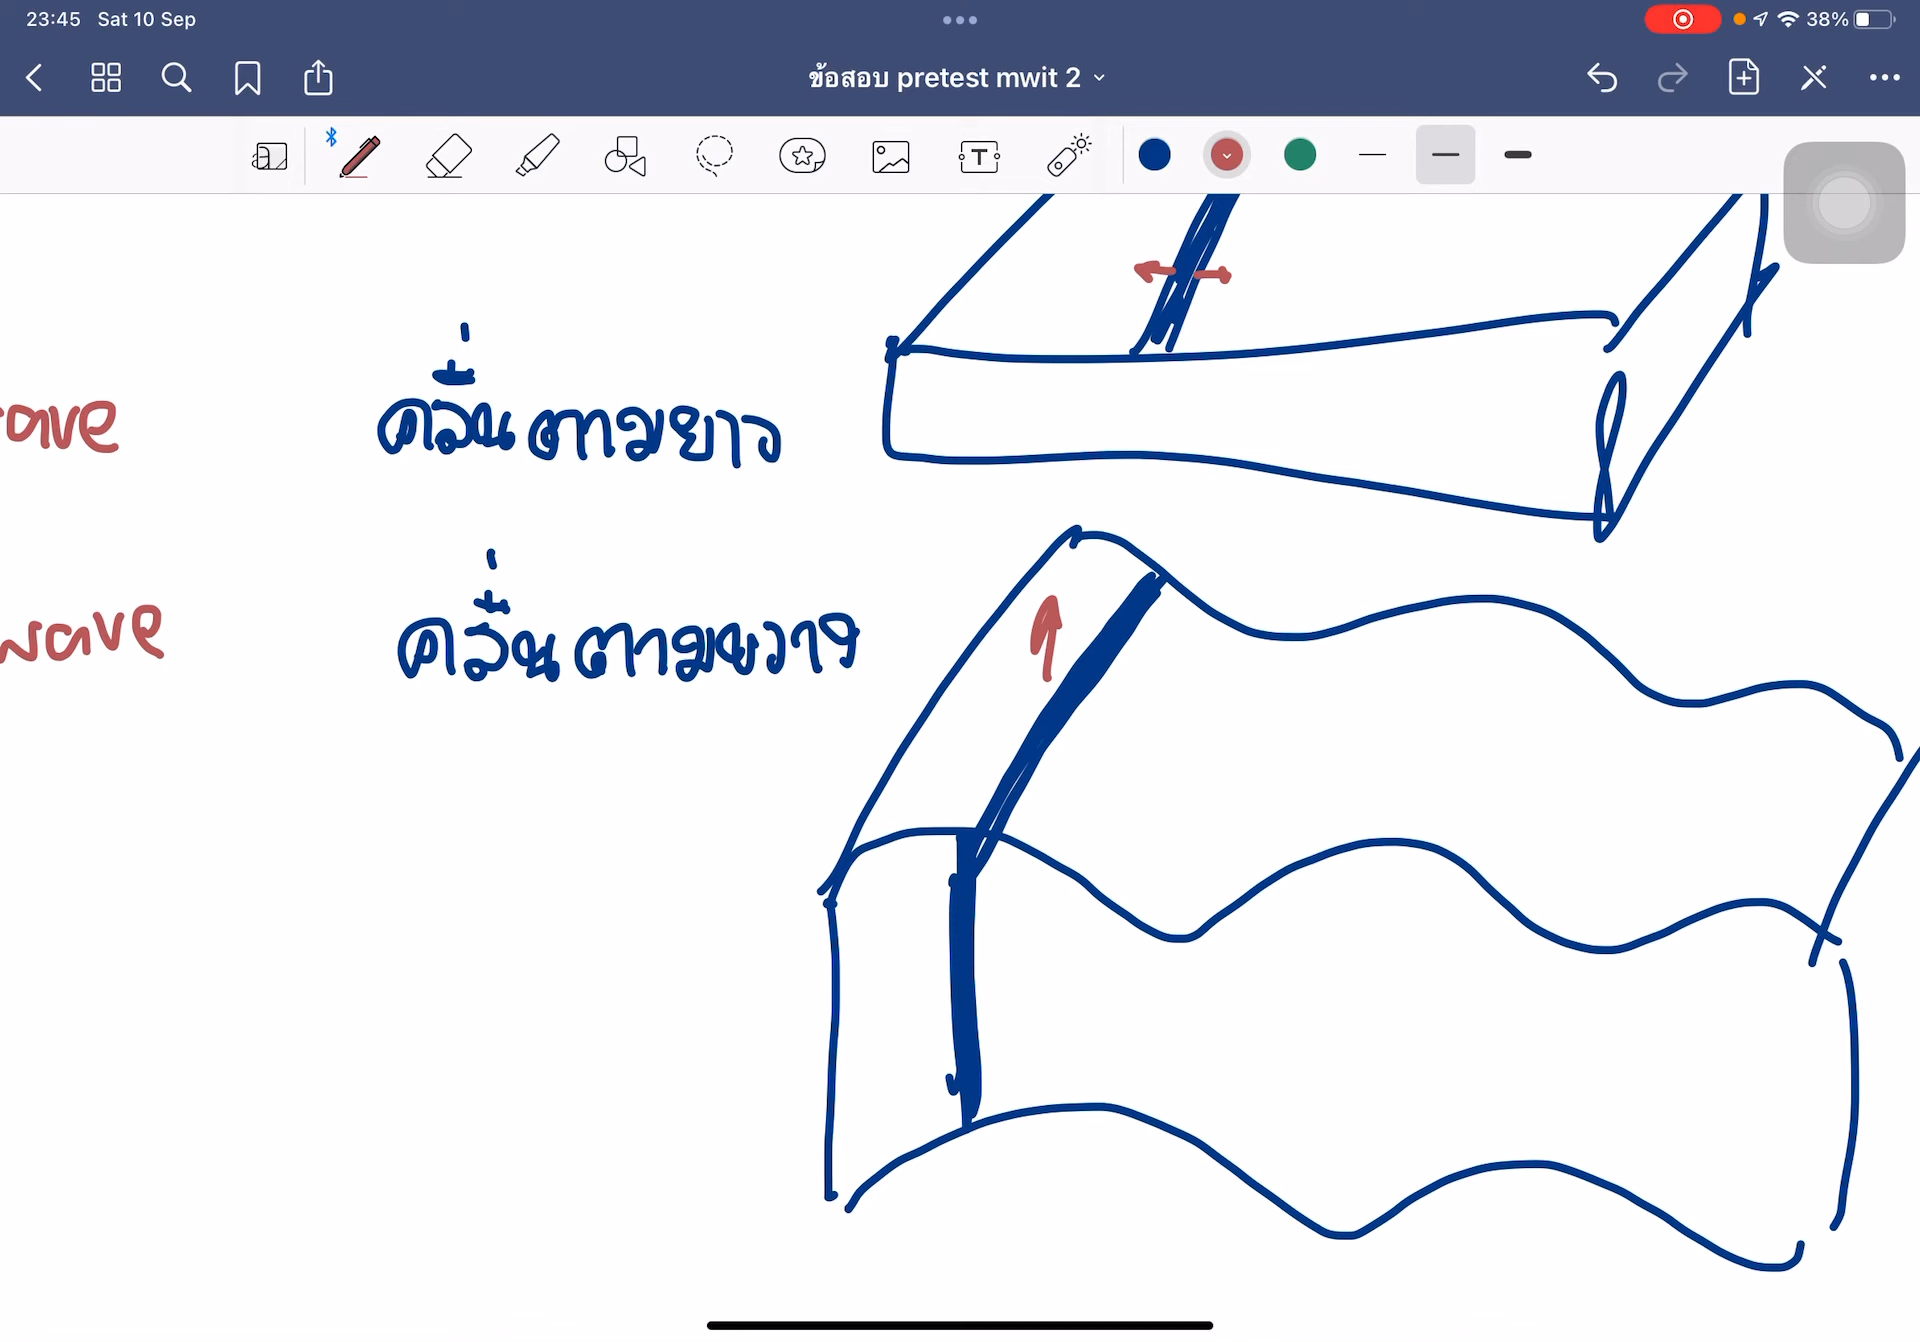 23:45 Sat 10 Sep
38%
ข้อสอบ pretest mwit 2
T
คลื่นตามยาว
wave
คลื่นตามขวาง